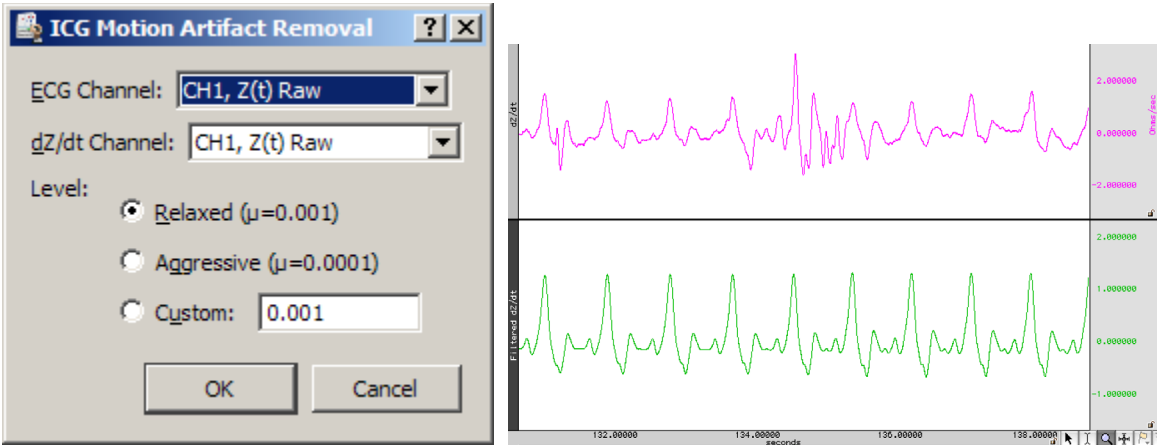 ICG Motion Artifact Removal
ECG Channel: CH1, Z(t) Raw
dZ/dt Channel: CH1, Z(t) Raw
Level:
Relaxed (μ=0.001)
Aggressive (μ=0.0001)
Custom: 0.001
OK Cancel
dZ/dt
2.000000
0.000000
-2.000000
Ohms/sec
Filtered dZ/dt
2.000000
1.000000
0.000000
-1.000000
132.00000 134.00000 136.00000 138.00000
seconds